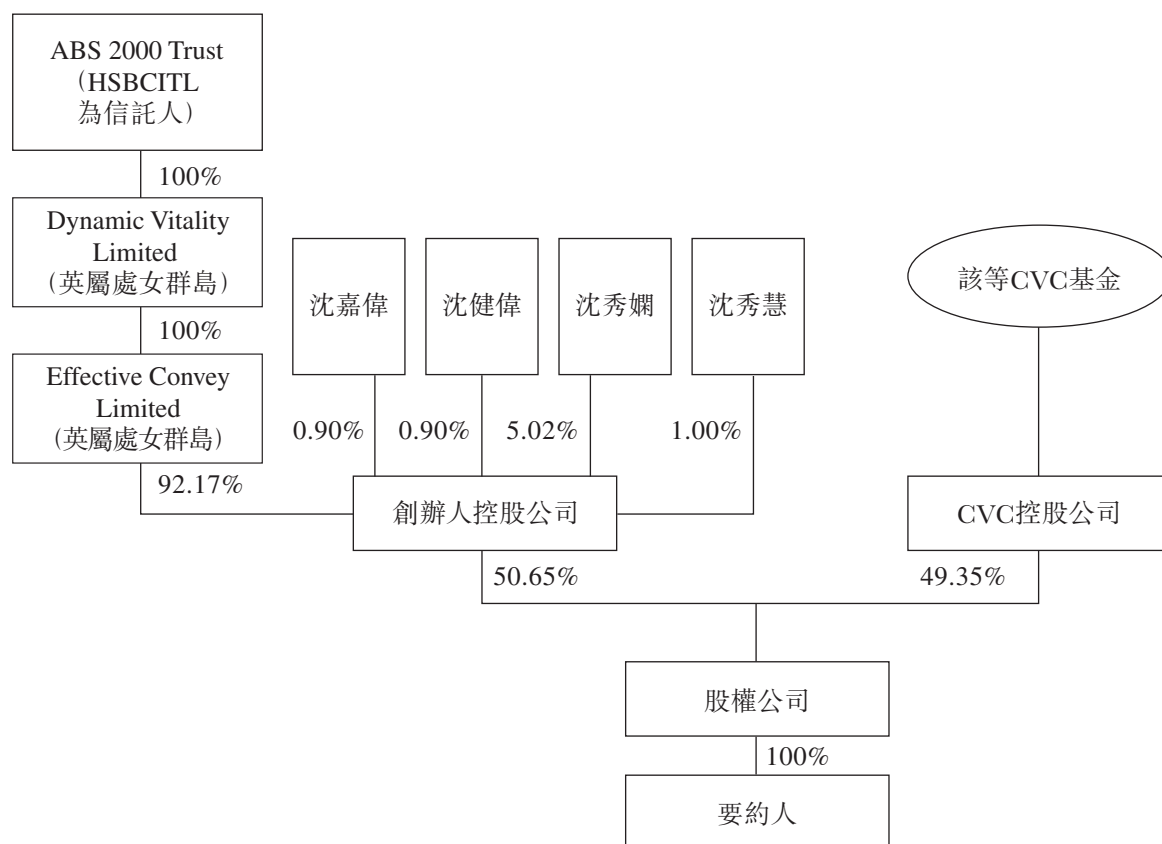 ABS 2000 Trust
（HSBCITL
為信託人）
100%
Dynamic Vitality
Limited
（英屬處女群島）
100%
Effective Convey
Limited
（英屬處女群島）
92.17%
沈嘉偉
沈健偉
沈秀嫻
沈秀慧
該等CVC基金
0.90%
0.90%
5.02%
1.00%
創辦人控股公司
CVC控股公司
50.65%
49.35%
股權公司
100%
要約人